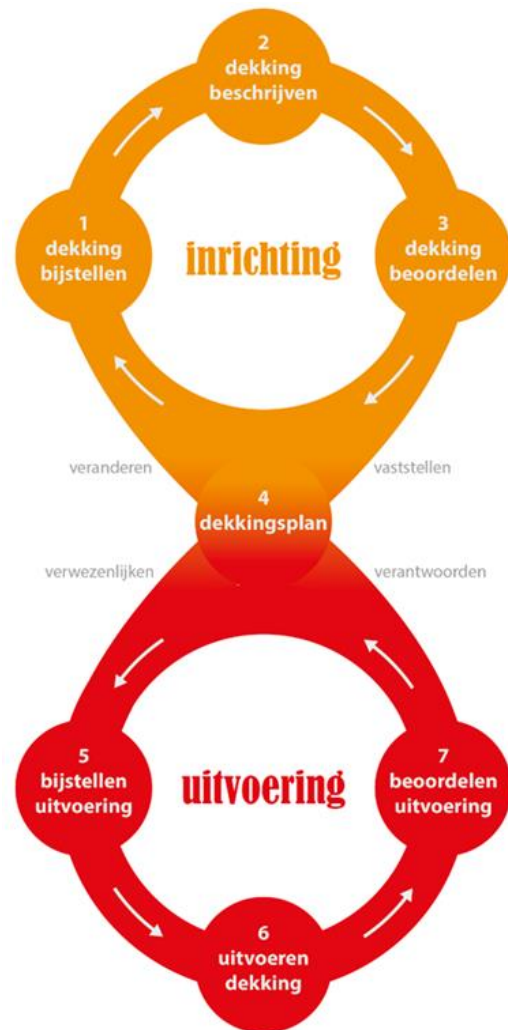 2
dekking
beschrijven
1
dekking
bijstellen
inrichting
3
dekking
beoordelen
veranderen
vaststellen
4
dekkingsplan
verwezenlijken
verantwoorden
5
bijstellen
uitvoering
uitvoering
7
beoordelen
uitvoering
6
uitvoeren
dekking